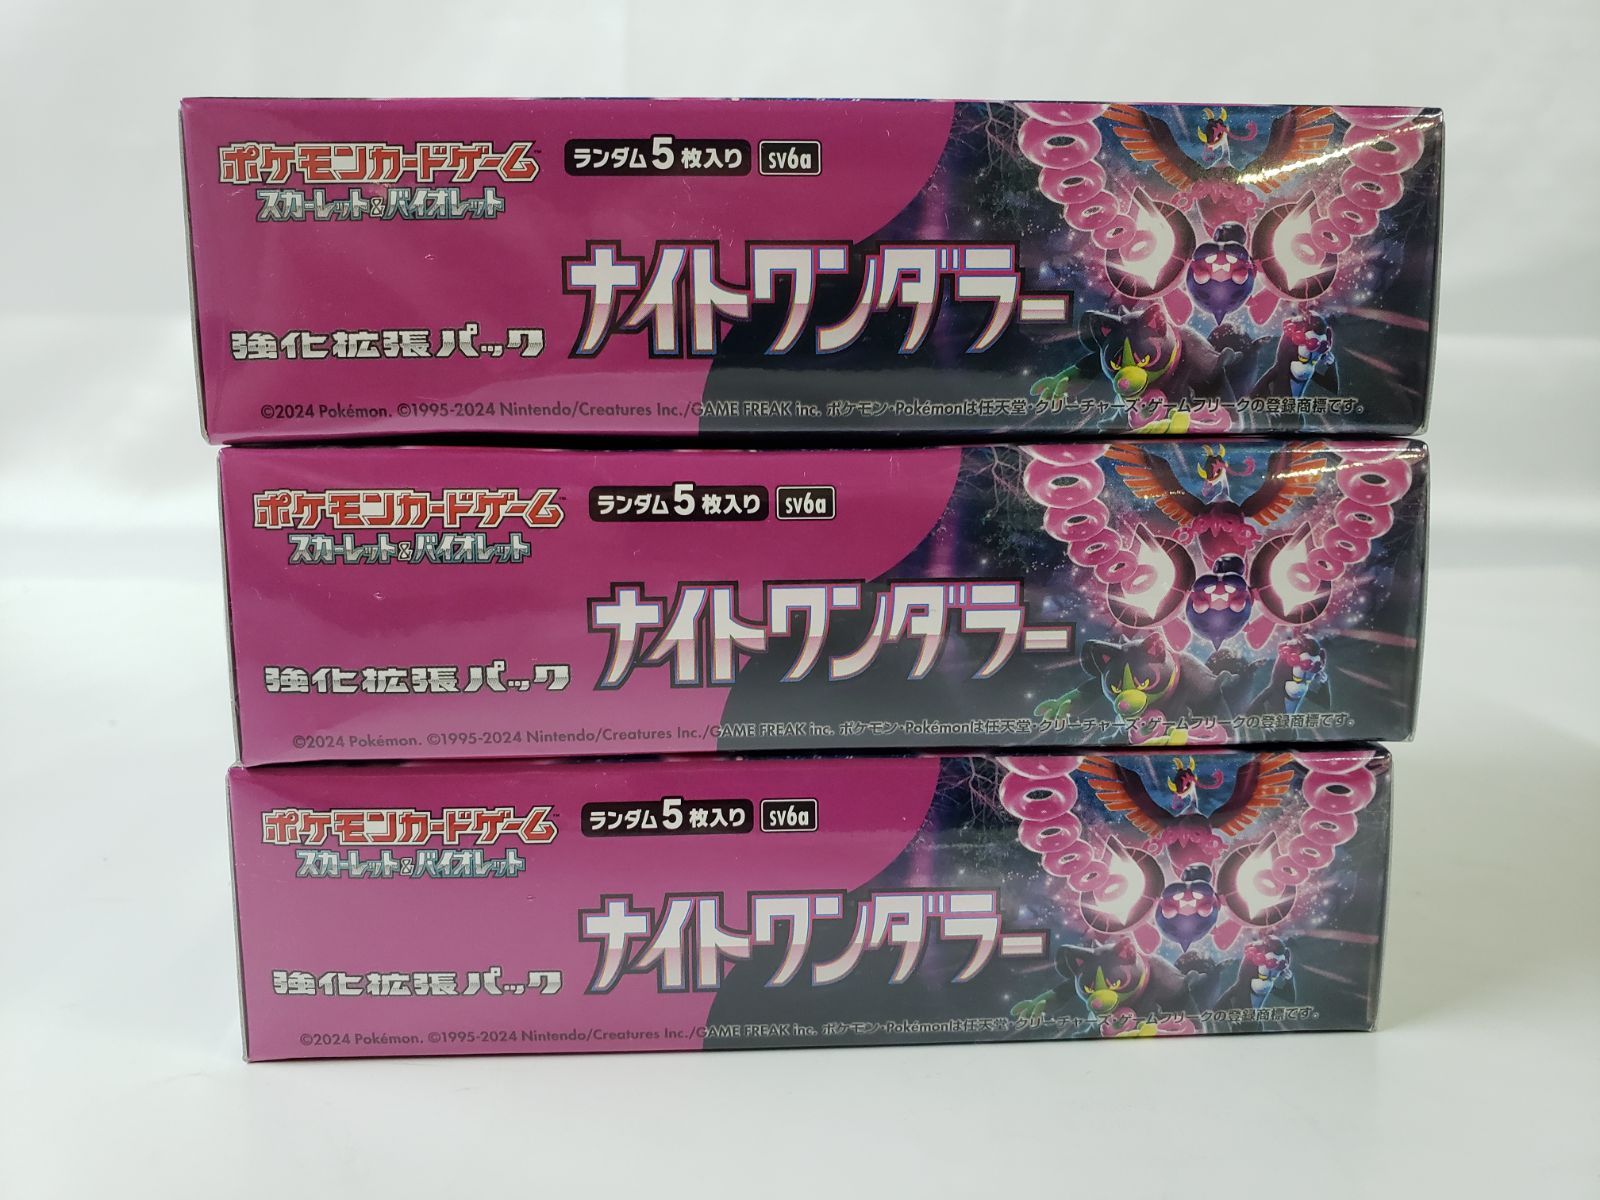 ポケモンカードゲーム™
スカーレット&バイオレット
ランダム5枚入り sv6a
ナイトワンダラー
強化拡張パック
©2024 Pokémon. ©1995-2024 Nintendo/Creatures Inc./GAME FREAK inc. ポケモン・Pokémonは任天堂・クリーチャーズ・ゲームフリークの登録商標です。
ポケモンカードゲーム™
スカーレット&バイオレット
ランダム5枚入り sv6a
ナイトワンダラー
強化拡張パック
©2024 Pokémon. ©1995-2024 Nintendo/Creatures Inc./GAME FREAK inc. ポケモン・Pokémonは任天堂・クリーチャーズ・ゲームフリークの登録商標です。
ポケモンカードゲーム™
スカーレット&バイオレット
ランダム5枚入り sv6a
ナイトワンダラー
強化拡張パック
©2024 Pokémon. ©1995-2024 Nintendo/Creatures Inc./GAME FREAK inc. ポケモン・Pokémonは任天堂・クリーチャーズ・ゲームフリークの登録商標です。